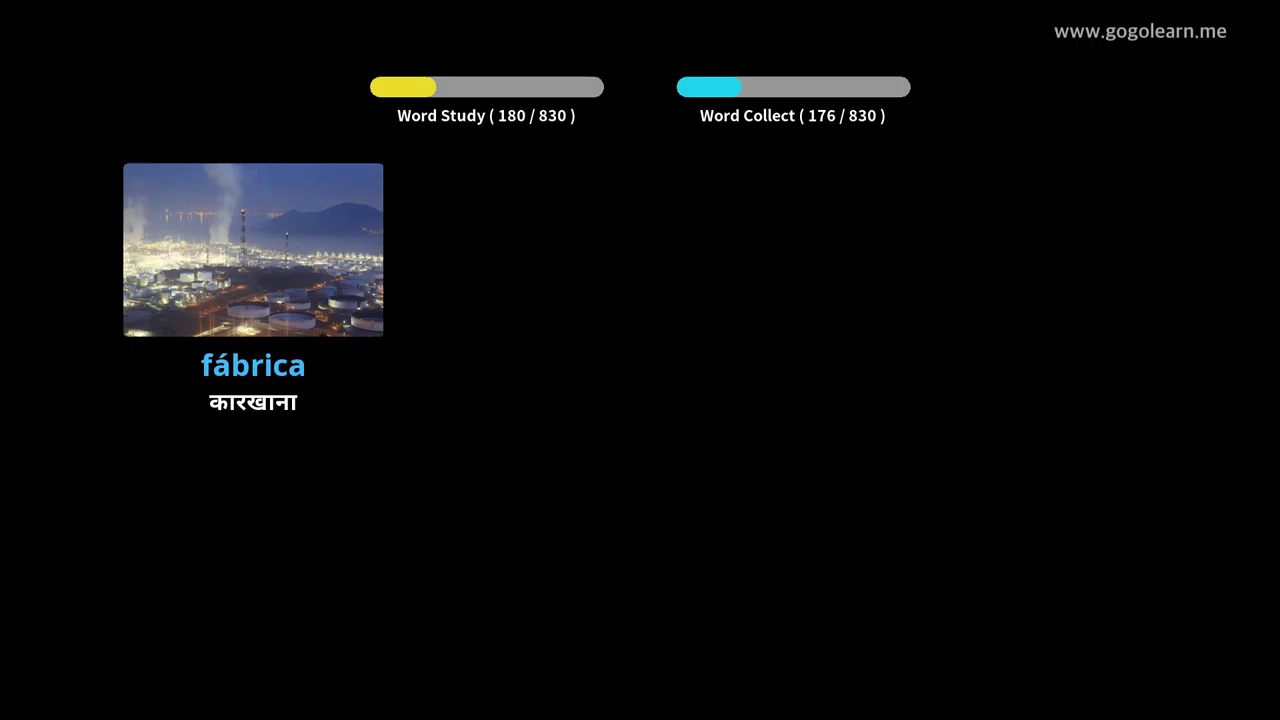 www.gogolearn.me
Word Study ( 180 / 830 )
Word Collect ( 176 / 830 )
fábrica
कारखाना